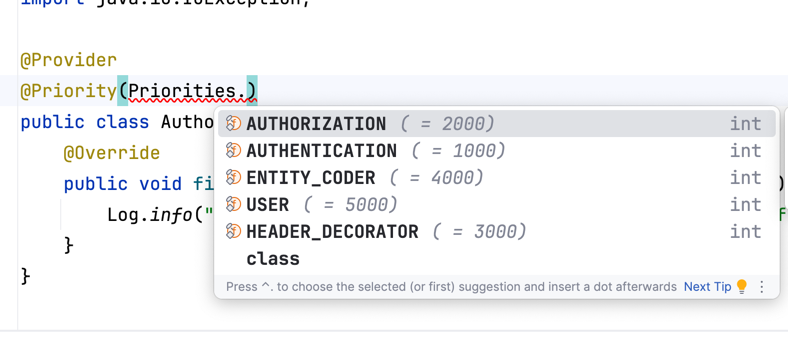 import java.io.IOException;
@Provider
@Priority(Priorities.)
public class Autho
AUTHORIZATION ( = 2000) int
@Override
AUTHENTICATION ( = 1000) int
public void fi )
ENTITY_CODER ( = 4000) int
Log.info(" f"
USER ( = 5000) int
}
HEADER_DECORATOR ( = 3000) int
}
class
Press ^. to choose the selected (or first) suggestion and insert a dot afterwards Next Tip